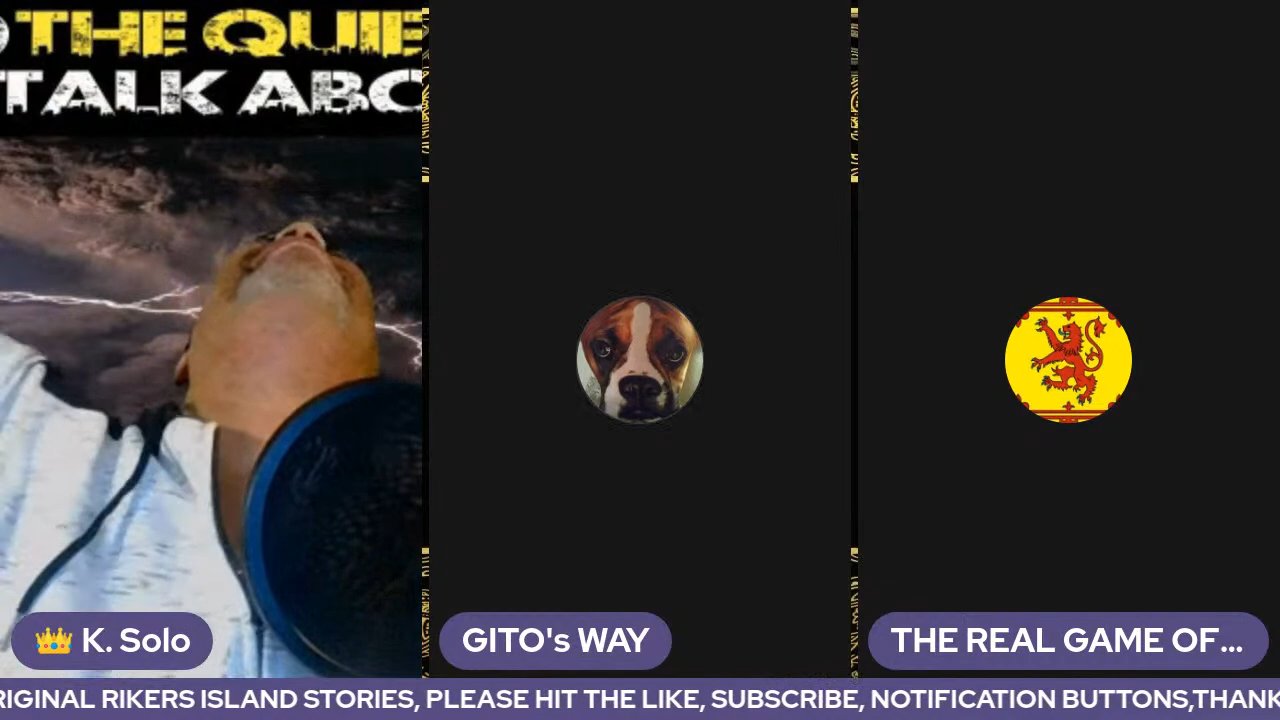 THE QUIE
TALK ABO
K. Solo
GITO's WAY
THE REAL GAME OF...
RIGINAL RIKERS ISLAND STORIES, PLEASE HIT THE LIKE, SUBSCRIBE, NOTIFICATION BUTTONS,THANK